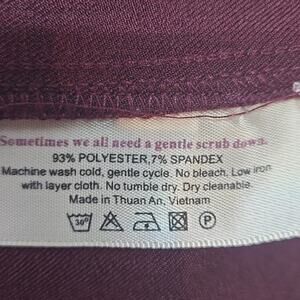 Sometimes we all need a gentle scrub down.
93% POLYESTER,7% SPANDEX
Machine wash cold, gentle cycle. No bleach. Low iron
with layer cloth. No tumble dry. Dry cleanable.
Made in Thuan An, Vietnam
30° P